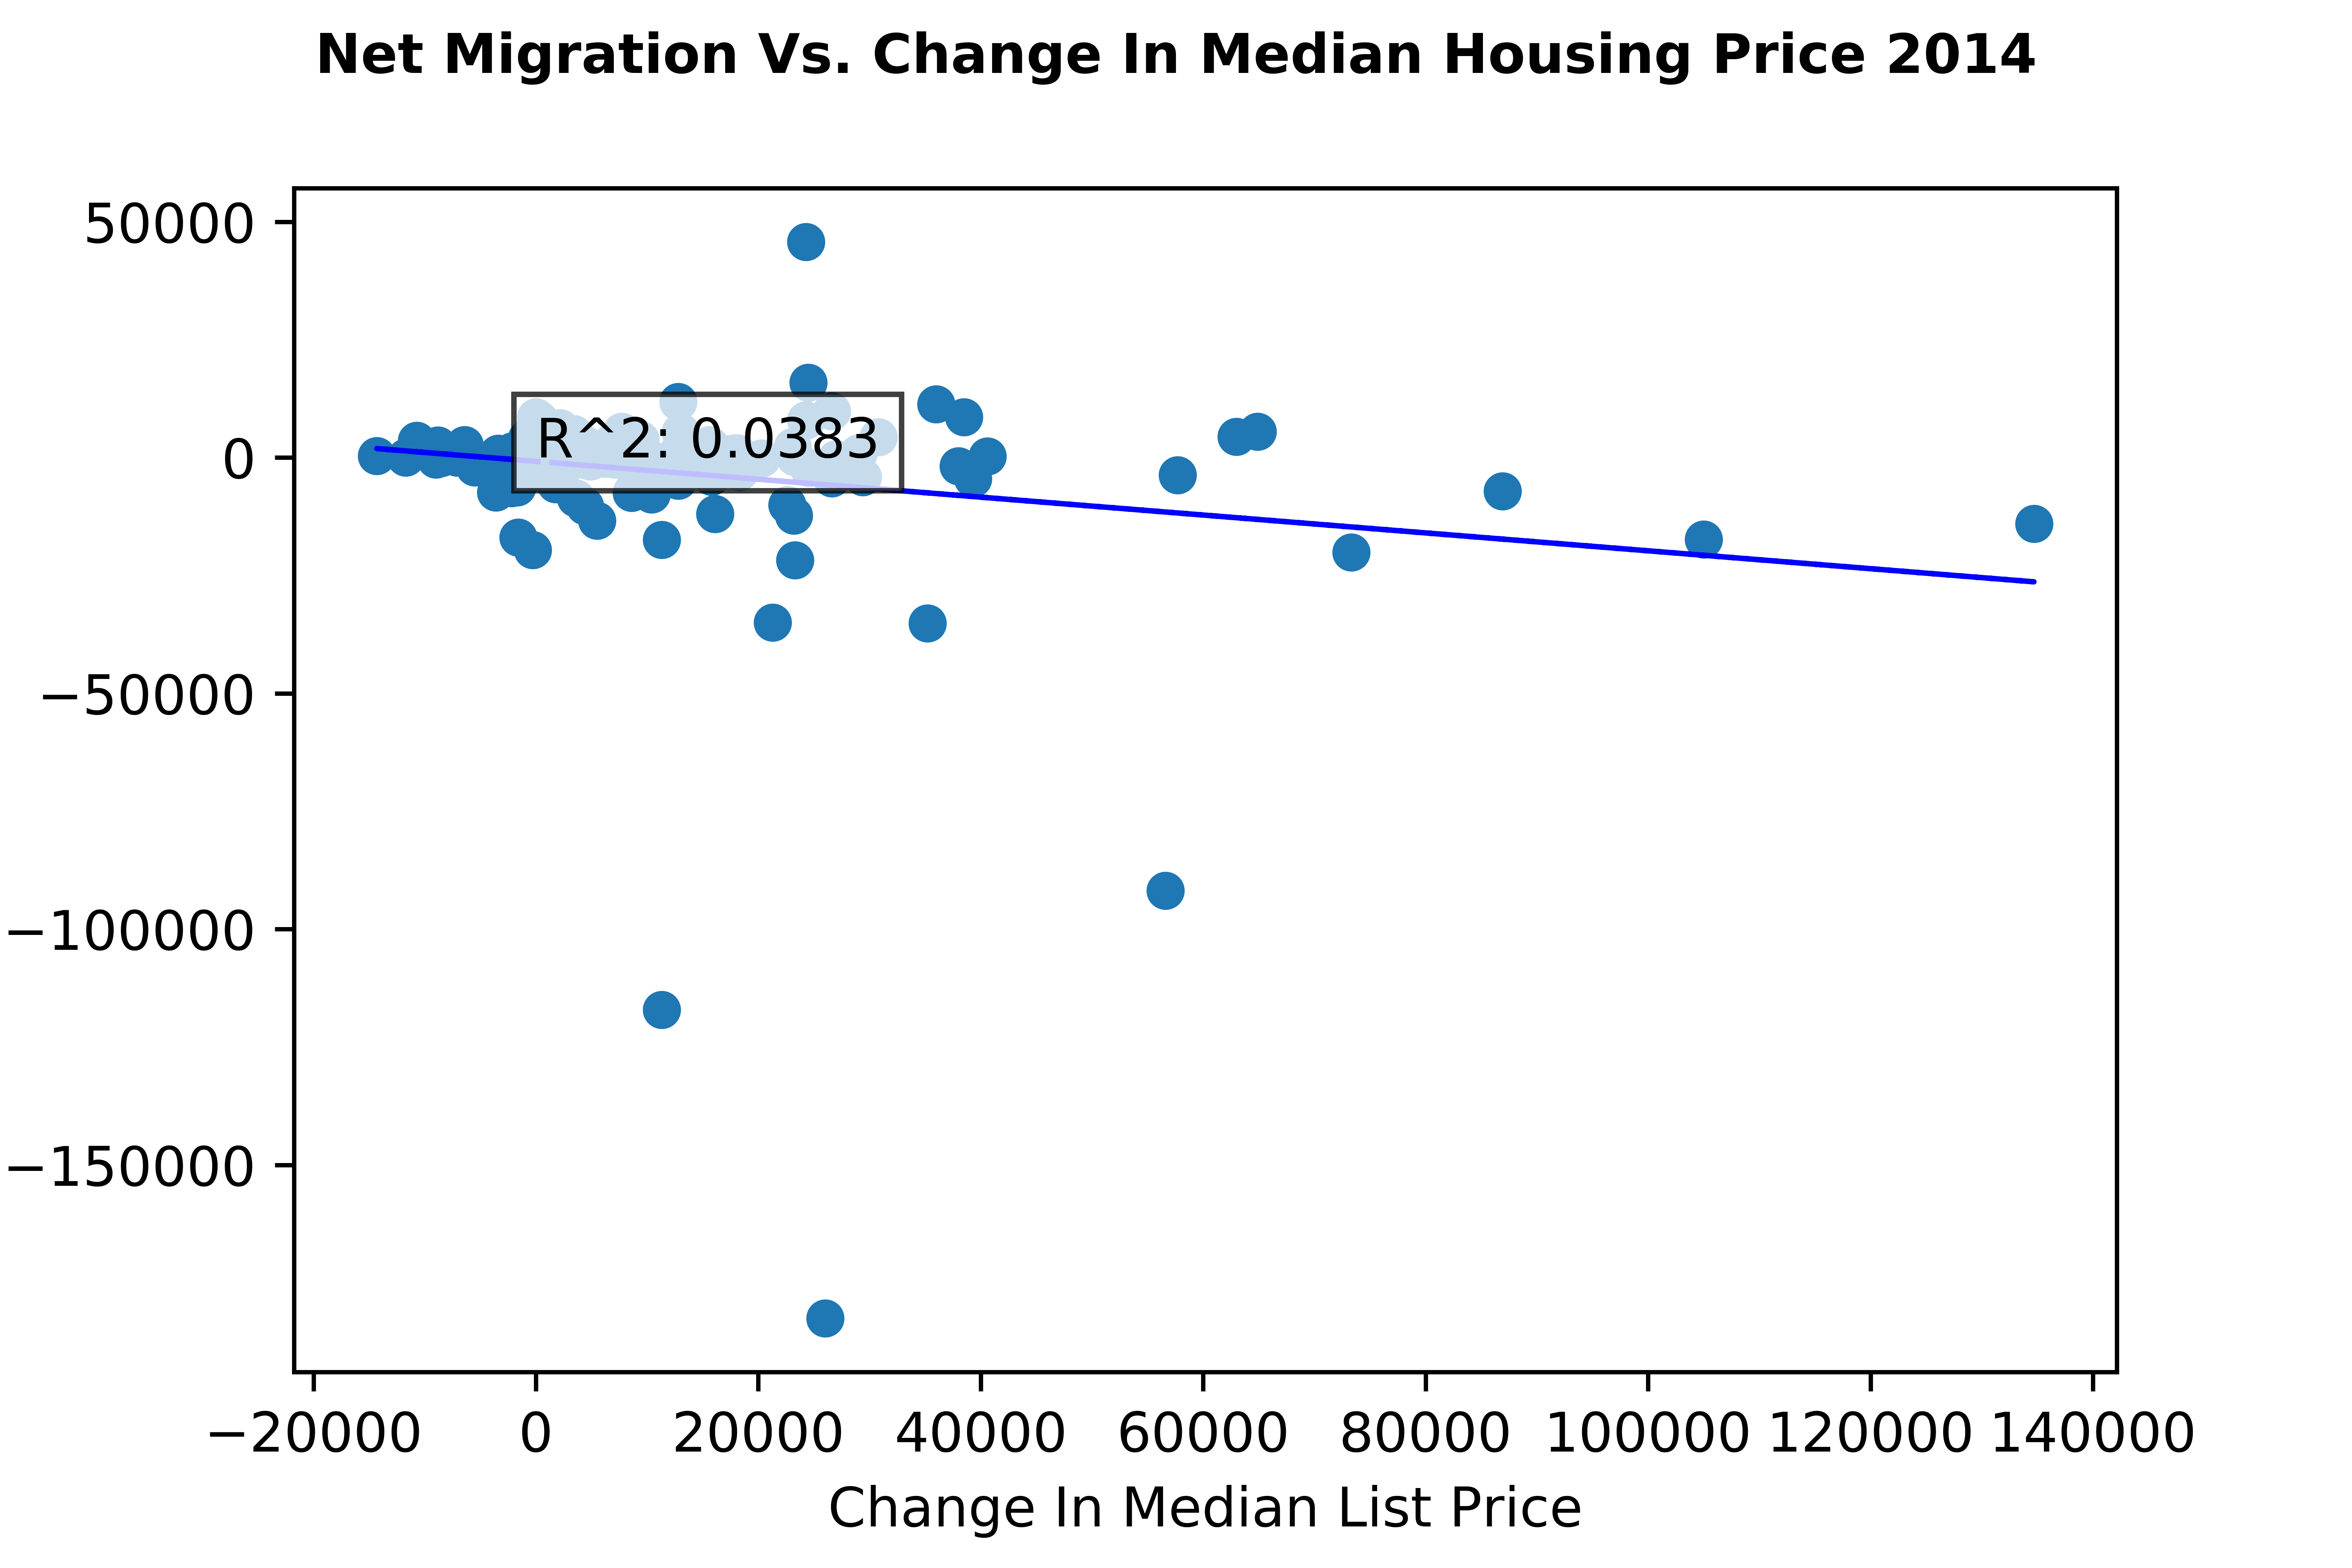 Net Migration Vs. Change In Median Housing Price 2014
50000
0
−50000
−100000
−150000
R^2: 0.0383
−20000 0 20000 40000 60000 80000 100000 120000 140000
Change In Median List Price